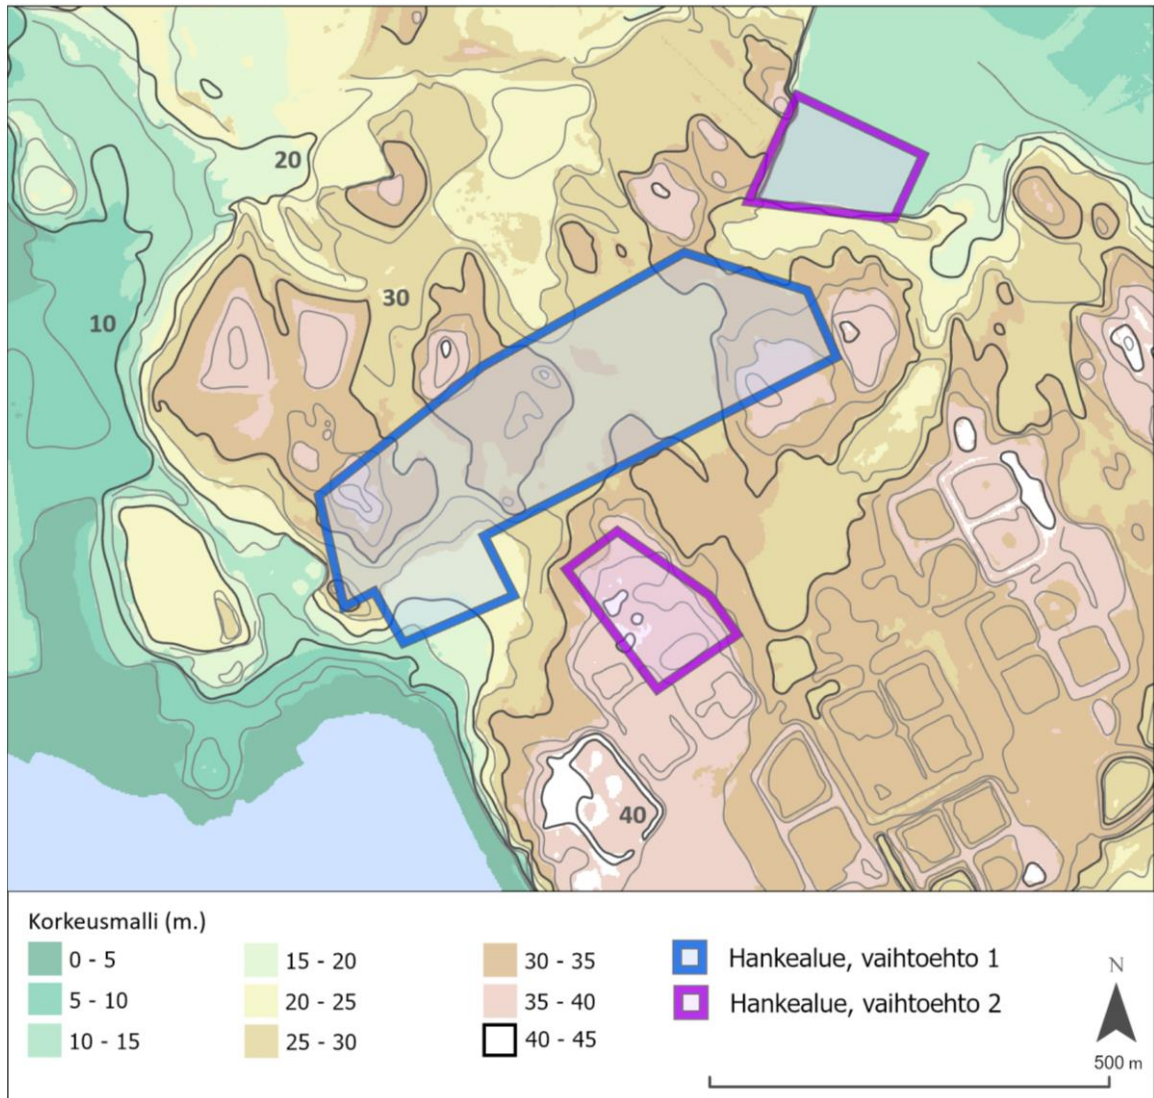 20
30
10
40
Korkeusmalli (m.)
0 - 5
5 - 10
10 - 15
15 - 20
20 - 25
25 - 30
30 - 35
35 - 40
40 - 45
Hankealue, vaihtoehto 1
Hankealue, vaihtoehto 2
N
500 m